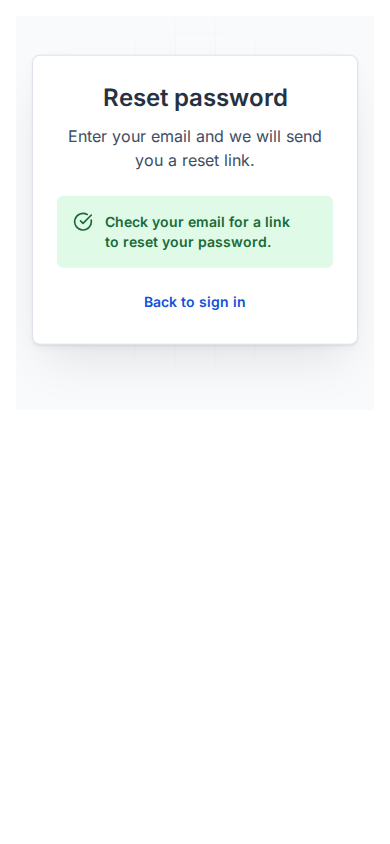 Reset password
Enter your email and we will send
you a reset link.
Check your email for a link
to reset your password.
Back to sign in